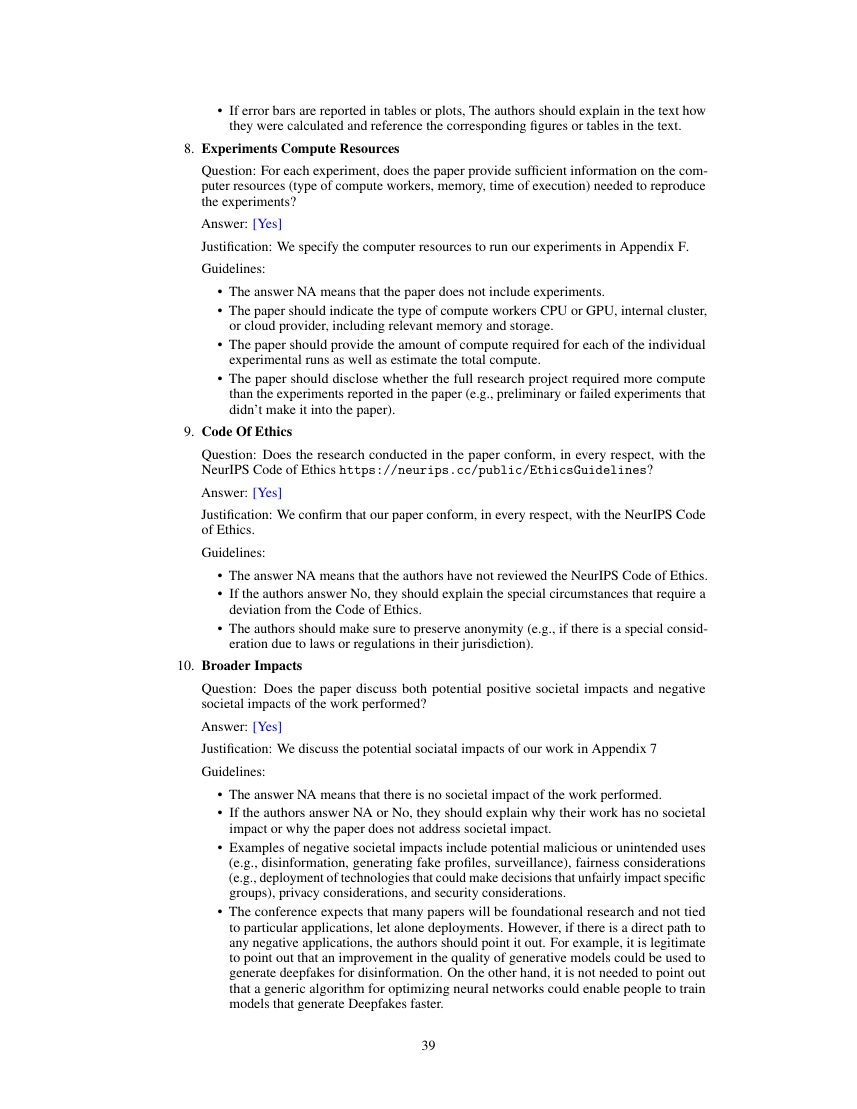 • If error bars are reported in tables or plots, The authors should explain in the text how
they were calculated and reference the corresponding figures or tables in the text.
8. Experiments Compute Resources
Question: For each experiment, does the paper provide sufficient information on the com-
puter resources (type of compute workers, memory, time of execution) needed to reproduce
the experiments?
Answer: [Yes]
Justification: We specify the computer resources to run our experiments in Appendix F.
Guidelines:
• The answer NA means that the paper does not include experiments.
• The paper should indicate the type of compute workers CPU or GPU, internal cluster,
or cloud provider, including relevant memory and storage.
• The paper should provide the amount of compute required for each of the individual
experimental runs as well as estimate the total compute.
• The paper should disclose whether the full research project required more compute
than the experiments reported in the paper (e.g., preliminary or failed experiments that
didn't make it into the paper).
9. Code Of Ethics
Question: Does the research conducted in the paper conform, in every respect, with the
NeurIPS Code of Ethics https://neurips.cc/public/EthicsGuidelines?
Answer: [Yes]
Justification: We confirm that our paper conform, in every respect, with the NeurIPS Code
of Ethics.
Guidelines:
• The answer NA means that the authors have not reviewed the NeurIPS Code of Ethics.
• If the authors answer No, they should explain the special circumstances that require a
deviation from the Code of Ethics.
• The authors should make sure to preserve anonymity (e.g., if there is a special consid-
eration due to laws or regulations in their jurisdiction).
10. Broader Impacts
Question: Does the paper discuss both potential positive societal impacts and negative
societal impacts of the work performed?
Answer: [Yes]
Justification: We discuss the potential sociatal impacts of our work in Appendix 7
Guidelines:
• The answer NA means that there is no societal impact of the work performed.
• If the authors answer NA or No, they should explain why their work has no societal
impact or why the paper does not address societal impact.
• Examples of negative societal impacts include potential malicious or unintended uses
(e.g., disinformation, generating fake profiles, surveillance), fairness considerations
(e.g., deployment of technologies that could make decisions that unfairly impact specific
groups), privacy considerations, and security considerations.
• The conference expects that many papers will be foundational research and not tied
to particular applications, let alone deployments. However, if there is a direct path to
any negative applications, the authors should point it out. For example, it is legitimate
to point out that an improvement in the quality of generative models could be used to
generate deepfakes for disinformation. On the other hand, it is not needed to point out
that a generic algorithm for optimizing neural networks could enable people to train
models that generate Deepfakes faster.
39